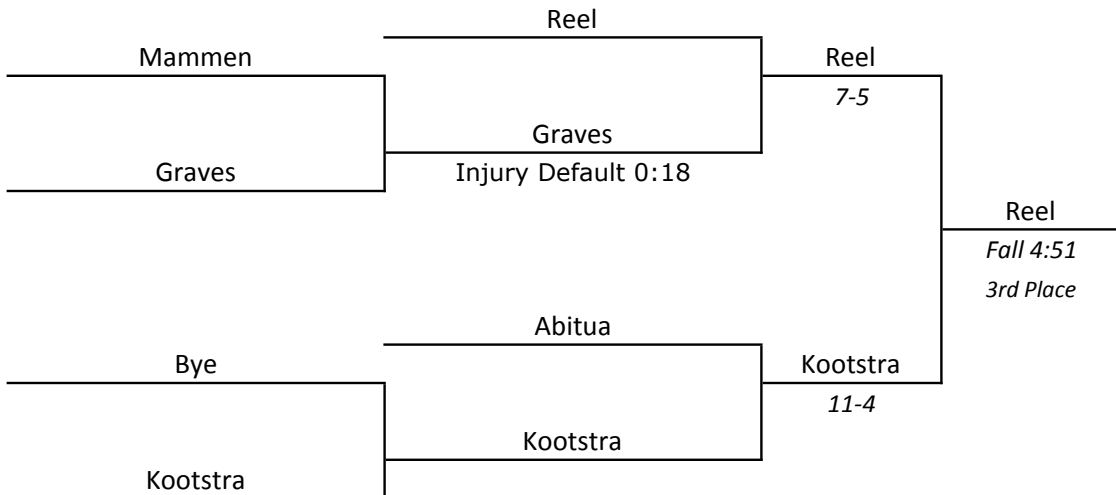 Reel
Mammen
Reel
7-5
Graves
Graves
Injury Default 0:18
Reel
Fall 4:51
3rd Place
Abitua
Bye
Kootstra
11-4
Kootstra
Kootstra